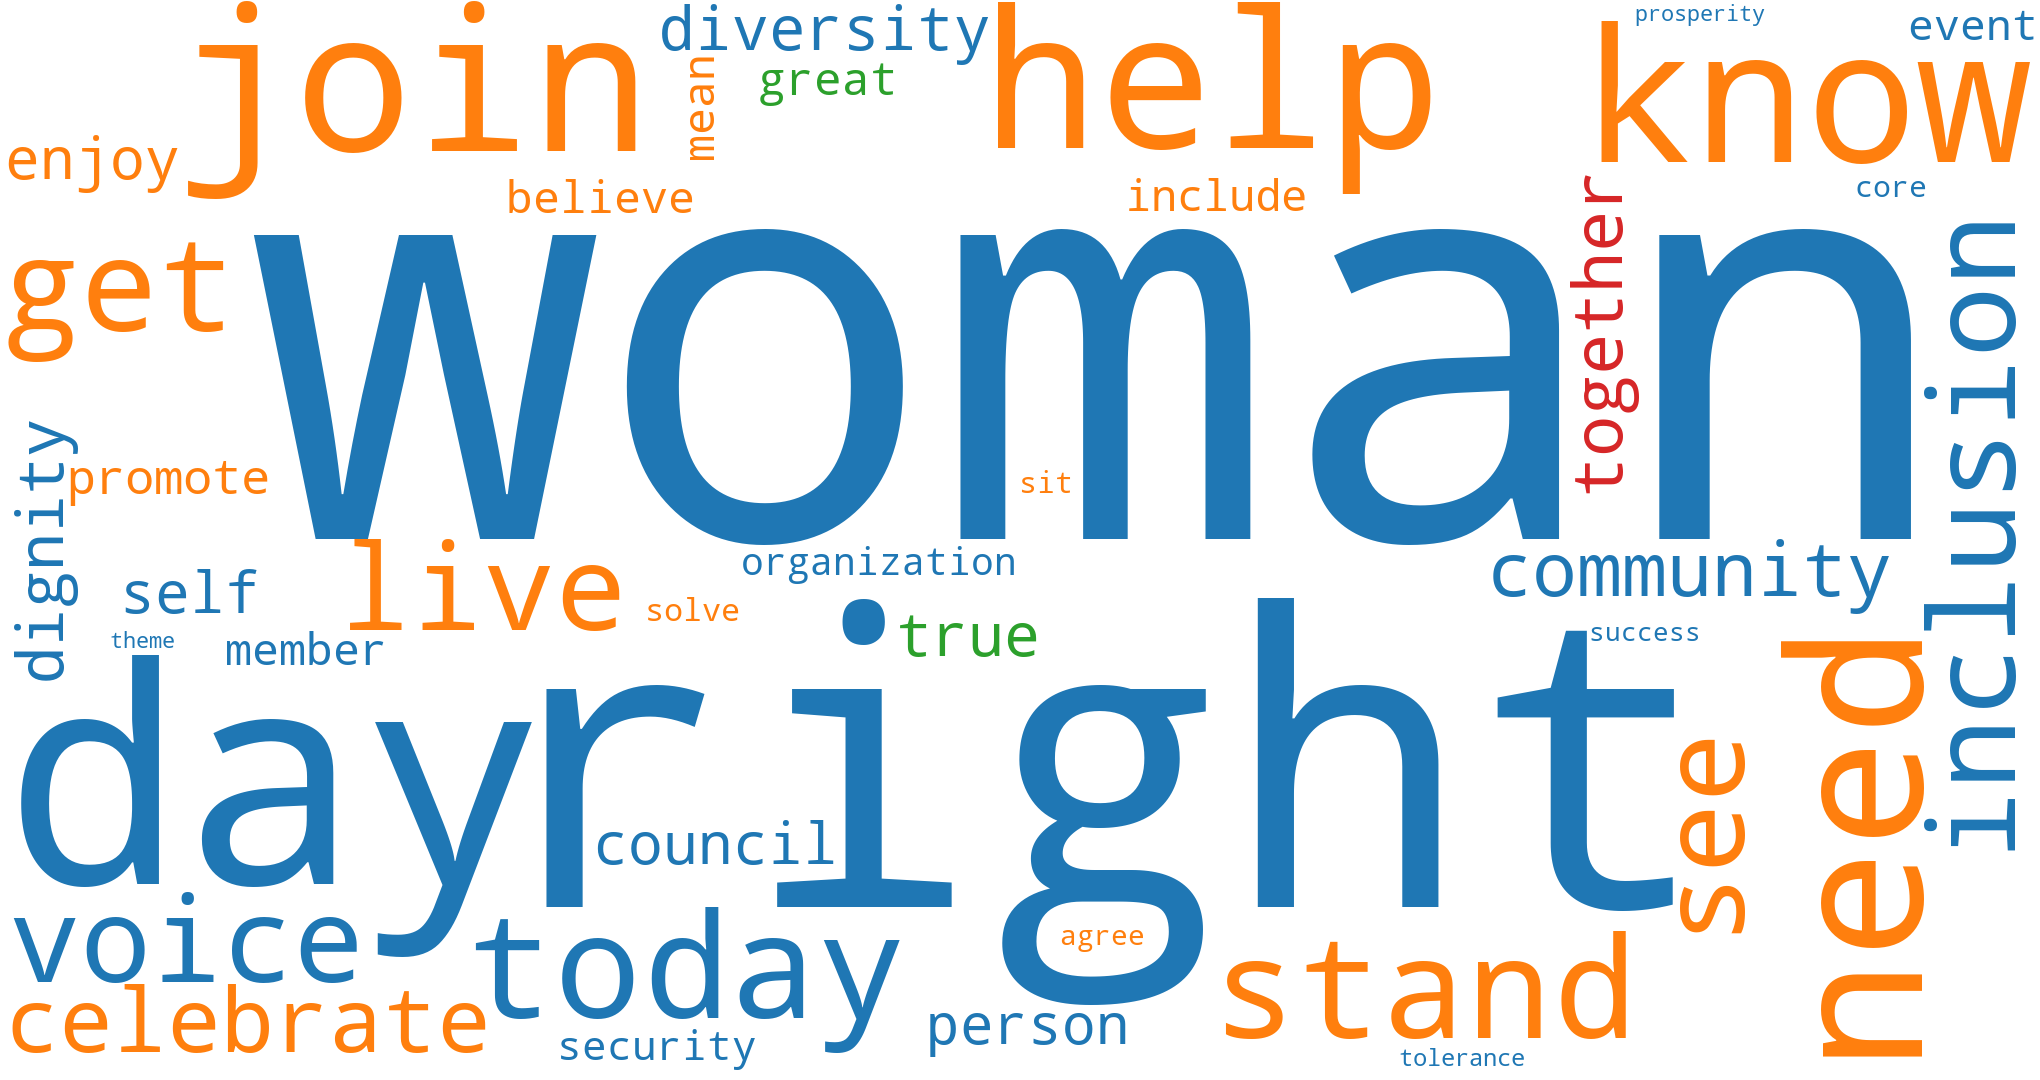 join
diversity
help
know
prosperity
event
mean
great
enjoy
believe
include
together
core
get
woman
inclusion
dignity
promote
sit
self
live
organization
community
theme
member
solve
true
success
day
right
need
see
council
voice
today
agree
stand
celebrate
security
person
tolerance